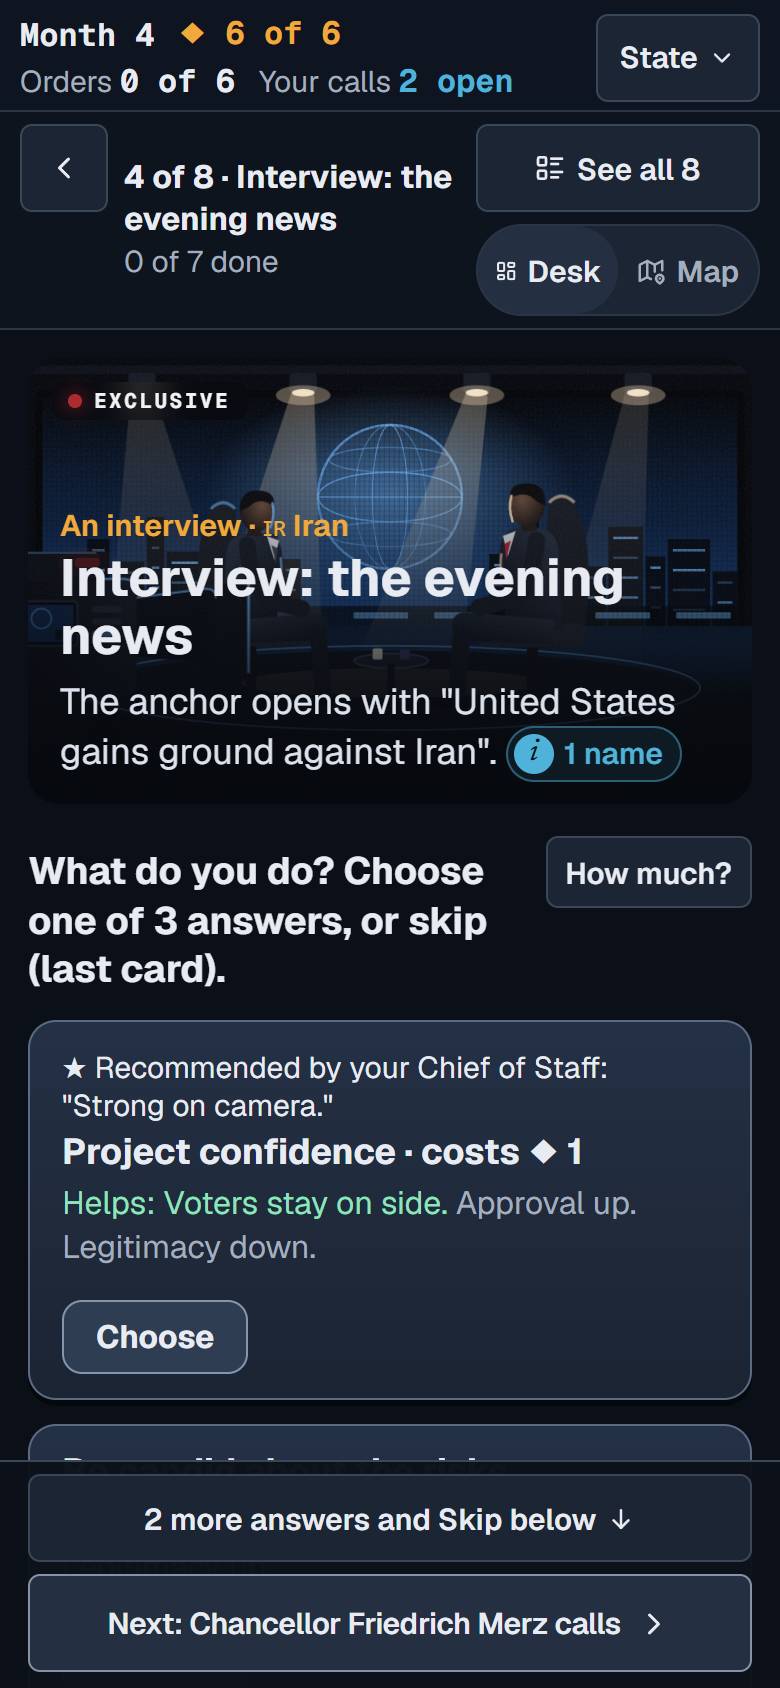 Month 4 ◆ 6 of 6
Orders 0 of 6 Your calls 2 open
State
4 of 8 · Interview: the
evening news
0 of 7 done
See all 8
Desk
Map
EXCLUSIVE
An interview · IR Iran
Interview: the evening
news
The anchor opens with "United States
gains ground against Iran". i 1 name
What do you do? Choose
one of 3 answers, or skip
(last card).
How much?
★ Recommended by your Chief of Staff:
"Strong on camera."
Project confidence · costs ◆ 1
Helps: Voters stay on side. Approval up.
Legitimacy down.
Choose
2 more answers and Skip below ↓
Next: Chancellor Friedrich Merz calls